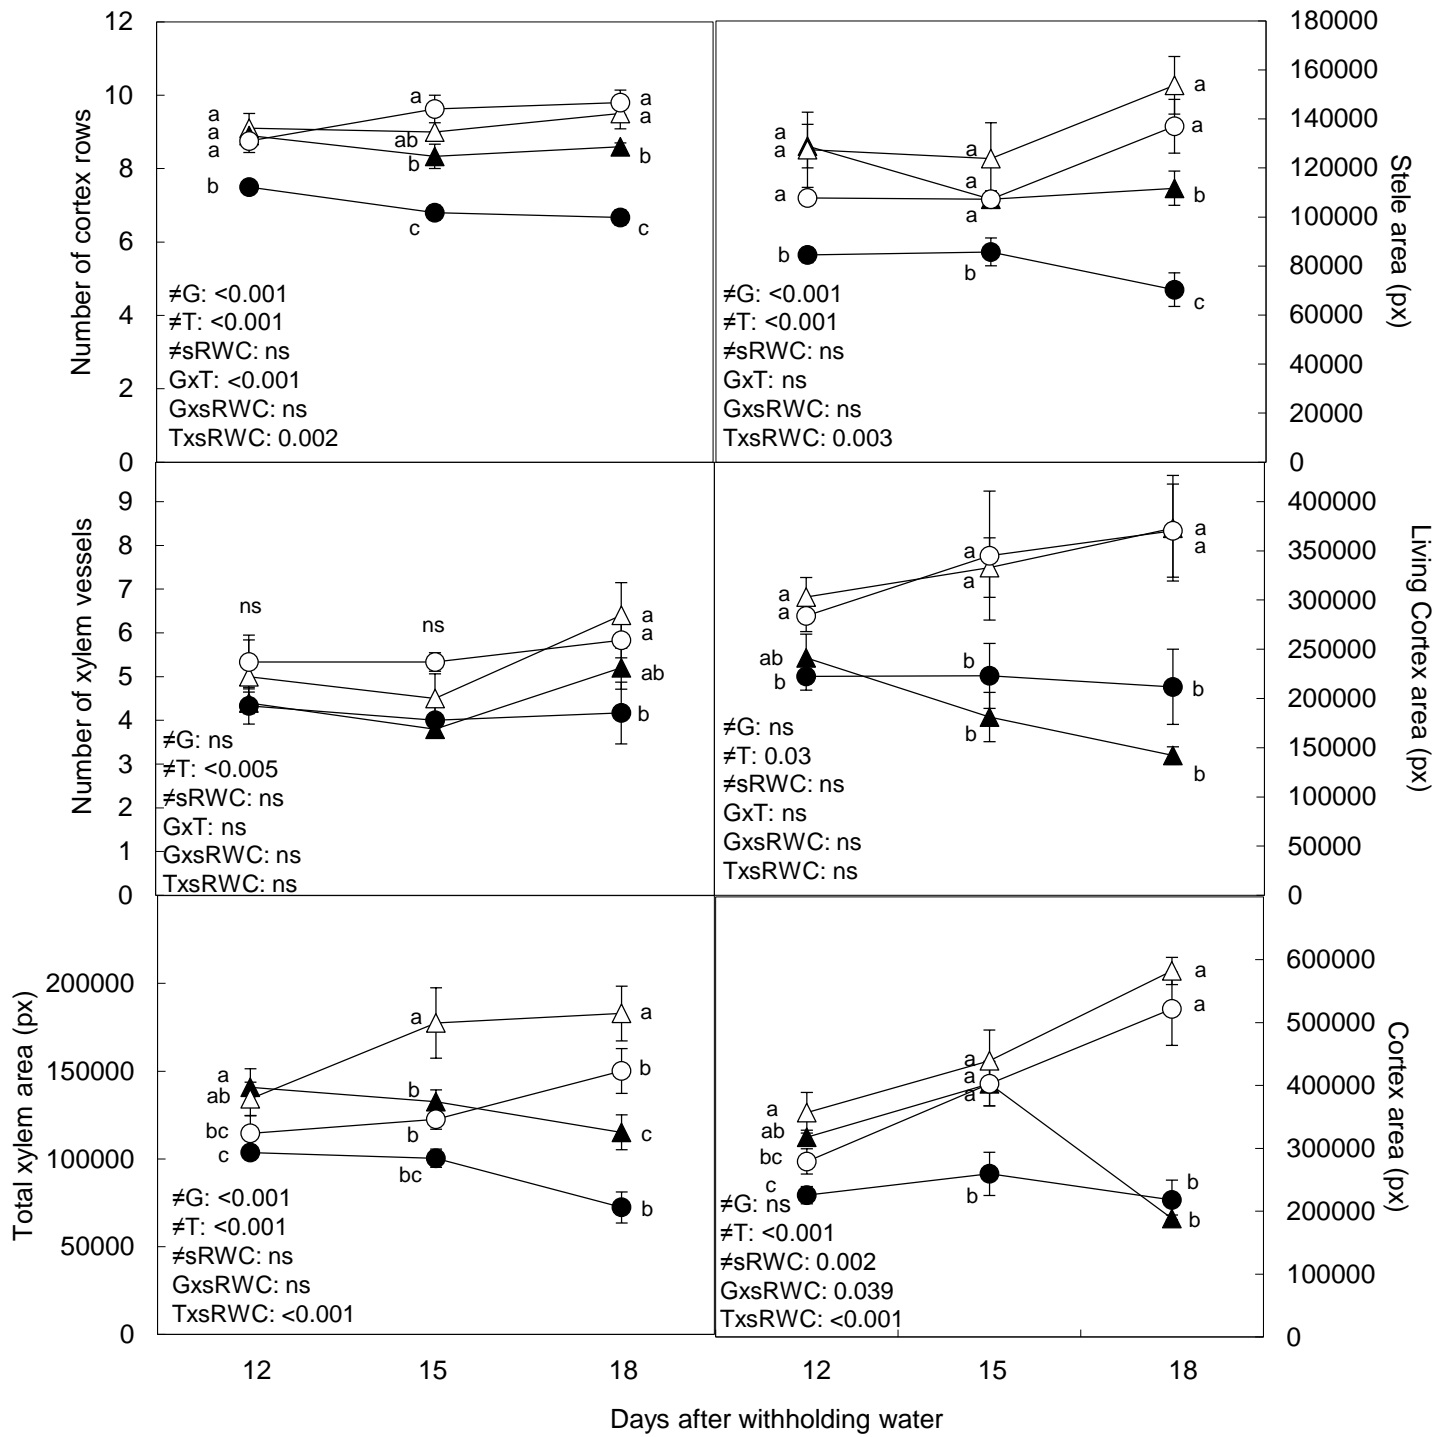 12
10
8
6
4
2
0
Number of cortex rows
a
a
a
b
a
ab
b
c
a
a
b
c
≠G: <0.001
≠T: <0.001
≠sRWC: ns
GxT: <0.001
GxsRWC: ns
TxsRWC: 0.002
180000
160000
140000
120000
100000
80000
60000
40000
20000
0
Stele area (px)
a
a
a
b
a
a
a
b
a
a
b
c
≠G: <0.001
≠T: <0.001
≠sRWC: ns
GxT: ns
GxsRWC: ns
TxsRWC: 0.003
9
8
7
6
5
4
3
2
1
0
Number of xylem vessels
ns
ns
a
a
ab
b
≠G: ns
≠T: <0.005
≠sRWC: ns
GxT: ns
GxsRWC: ns
TxsRWC: ns
400000
350000
300000
250000
200000
150000
100000
50000
0
Living Cortex area (px)
a
a
ab
b
a
a
b
b
a
a
b
b
≠G: ns
≠T: 0.03
≠sRWC: ns
GxT: ns
GxsRWC: ns
TxsRWC: ns
200000
150000
100000
50000
0
Total xylem area (px)
a
ab
bc
c
a
b
b
bc
a
b
c
b
≠G: <0.001
≠T: <0.001
≠sRWC: ns
GxsRWC: ns
TxsRWC: <0.001
12
15
18
600000
500000
400000
300000
200000
100000
0
Cortex area (px)
a
ab
bc
c
a
a
a
b
a
a
b
b
≠G: ns
≠T: <0.001
≠sRWC: 0.002
GxsRWC: 0.039
TxsRWC: <0.001
12
15
18
Days after withholding water